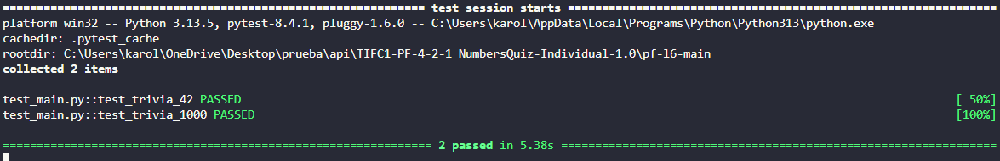 ============================================================== test session starts ===============================================================
platform win32 -- Python 3.13.5, pytest-8.4.1, pluggy-1.6.0 -- C:\Users\karol\AppData\Local\Programs\Python\Python313\python.exe
cachedir: .pytest_cache
rootdir: C:\Users\karol\OneDrive\Desktop\prueba\api\TIFC1-PF-4-2-1 NumbersQuiz-Individual-1.0\pf-l6-main
collected 2 items
test_main.py::test_trivia_42 PASSED [ 50%]
test_main.py::test_trivia_1000 PASSED [100%]
=============================================================== 2 passed in 5.38s ================================================================